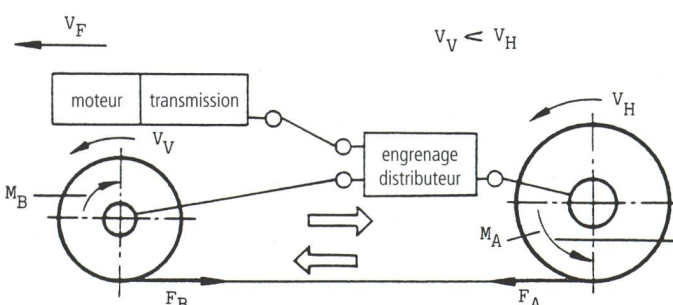 V_F
V_V < V_H
moteur transmission
V_H
V_V
engrenage
distributeur
M_B
M_A
F_B F_A